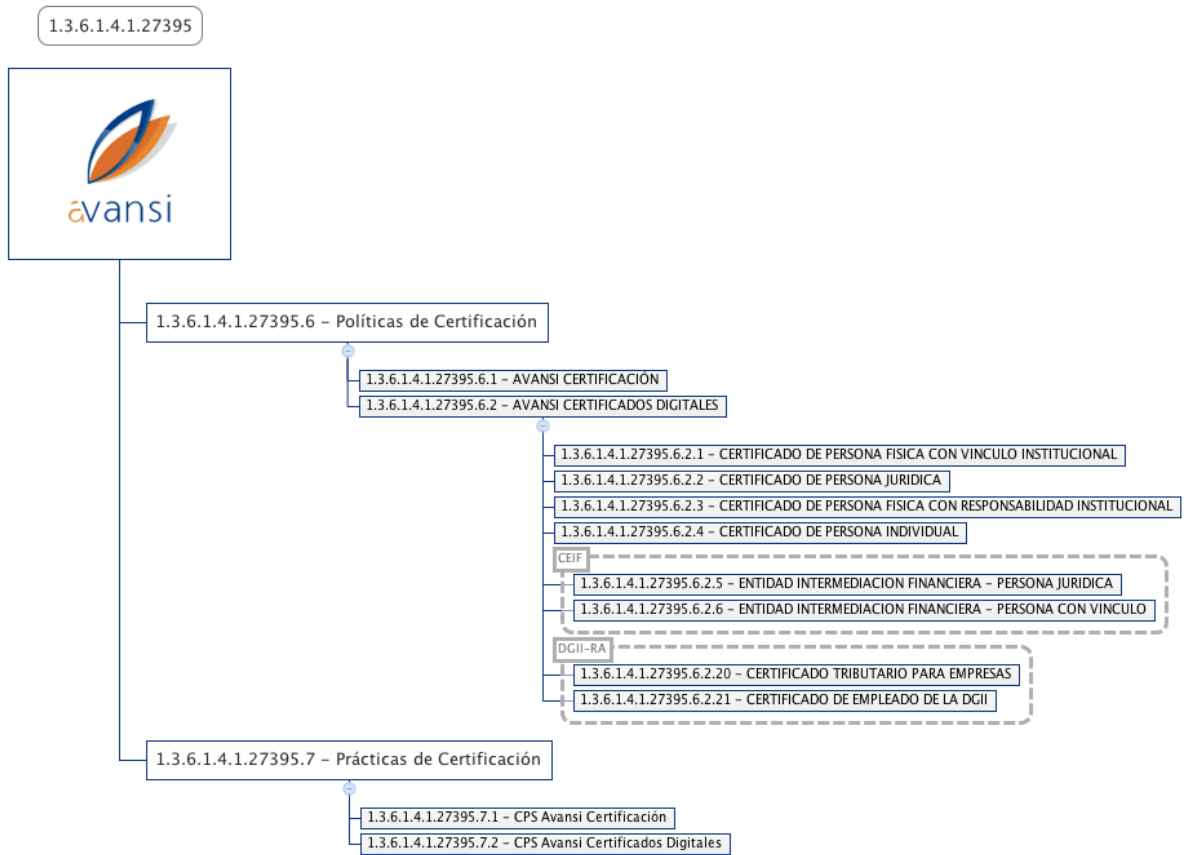 1.3.6.1.4.1.27395
avansi
1.3.6.1.4.1.27395.6 – Políticas de Certificación
1.3.6.1.4.1.27395.6.1 – AVANSI CERTIFICACIÓN
1.3.6.1.4.1.27395.6.2 – AVANSI CERTIFICADOS DIGITALES
1.3.6.1.4.1.27395.6.2.1 – CERTIFICADO DE PERSONA FISICA CON VINCULO INSTITUCIONAL
1.3.6.1.4.1.27395.6.2.2 – CERTIFICADO DE PERSONA JURIDICA
1.3.6.1.4.1.27395.6.2.3 – CERTIFICADO DE PERSONA FISICA CON RESPONSABILIDAD INSTITUCIONAL
1.3.6.1.4.1.27395.6.2.4 – CERTIFICADO DE PERSONA INDIVIDUAL
CEIF
1.3.6.1.4.1.27395.6.2.5 – ENTIDAD INTERMEDIACION FINANCIERA – PERSONA JURIDICA
1.3.6.1.4.1.27395.6.2.6 – ENTIDAD INTERMEDIACION FINANCIERA – PERSONA CON VINCULO
DGII–RA
1.3.6.1.4.1.27395.6.2.20 – CERTIFICADO TRIBUTARIO PARA EMPRESAS
1.3.6.1.4.1.27395.6.2.21 – CERTIFICADO DE EMPLEADO DE LA DGII
1.3.6.1.4.1.27395.7 – Prácticas de Certificación
1.3.6.1.4.1.27395.7.1 – CPS Avansi Certificación
1.3.6.1.4.1.27395.7.2 – CPS Avansi Certificados Digitales